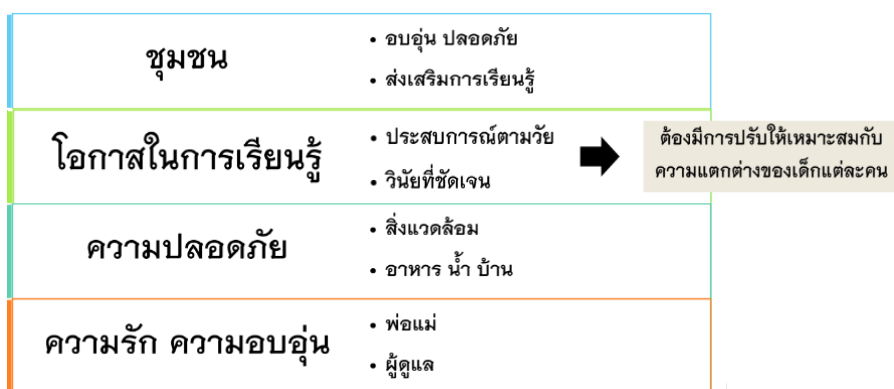 ชุมชน
• อบอุ่น ปลอดภัย
• ส่งเสริมการเรียนรู้
โอกาสในการเรียนรู้
• ประสบการณ์ตามวัย
• วินัยที่ชัดเจน
ต้องมีการปรับให้เหมาะสมกับ
ความแตกต่างของเด็กแต่ละคน
ความปลอดภัย
• สิ่งแวดล้อม
• อาหาร น้ำ บ้าน
ความรัก ความอบอุ่น
• พ่อแม่
• ผู้ดูแล